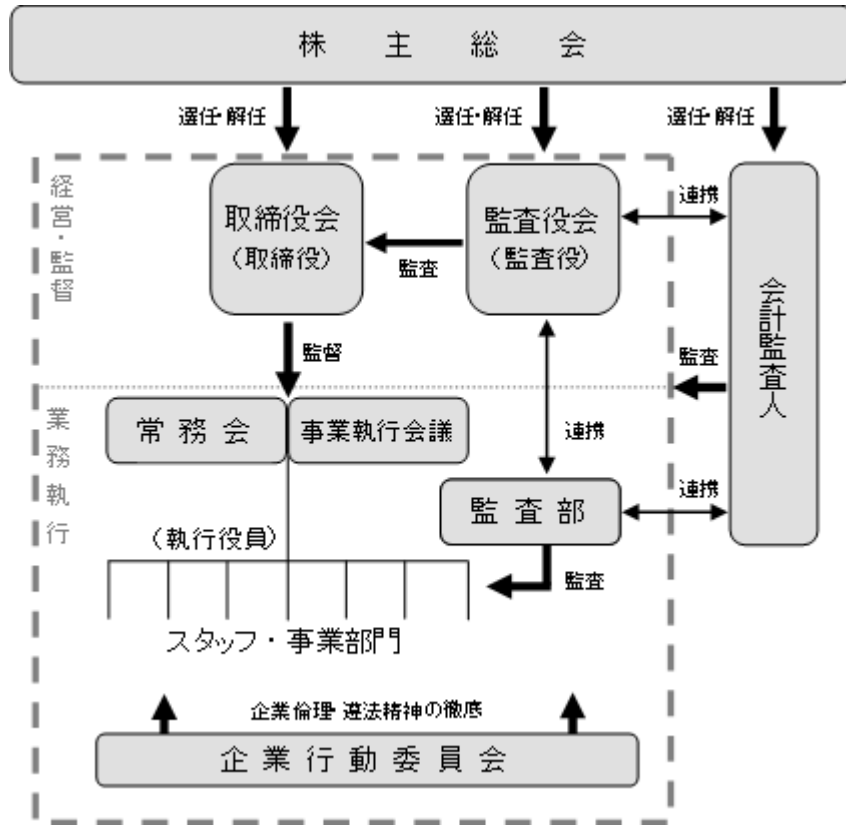 株主総会
選任・解任
選任・解任
選任・解任
経営・監督
取締役会
(取締役)
監査役会
(監査役)
連携
監査
会計監査人
監督
監査
業務執行
常務会
事業執行会議
連携
監査部
連携
(執行役員)
監査
スタッフ・事業部門
企業倫理・遵法精神の徹底
企業行動委員会